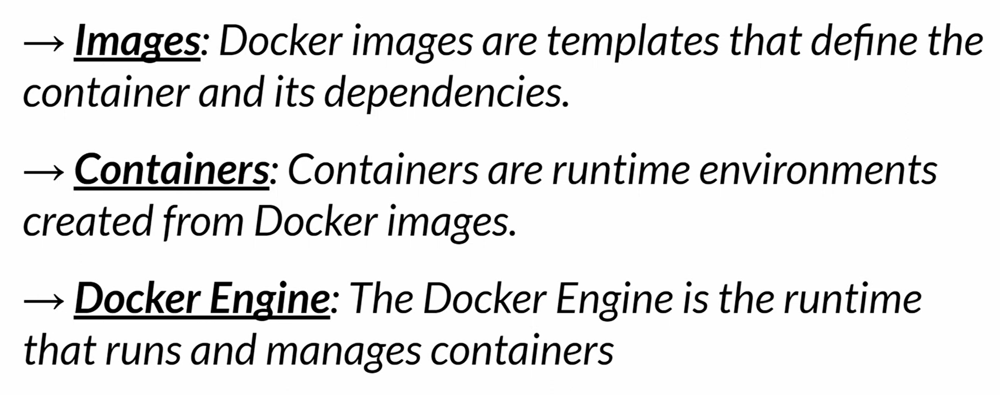 → Images: Docker images are templates that define the
container and its dependencies.
→ Containers: Containers are runtime environments
created from Docker images.
→ Docker Engine: The Docker Engine is the runtime
that runs and manages containers